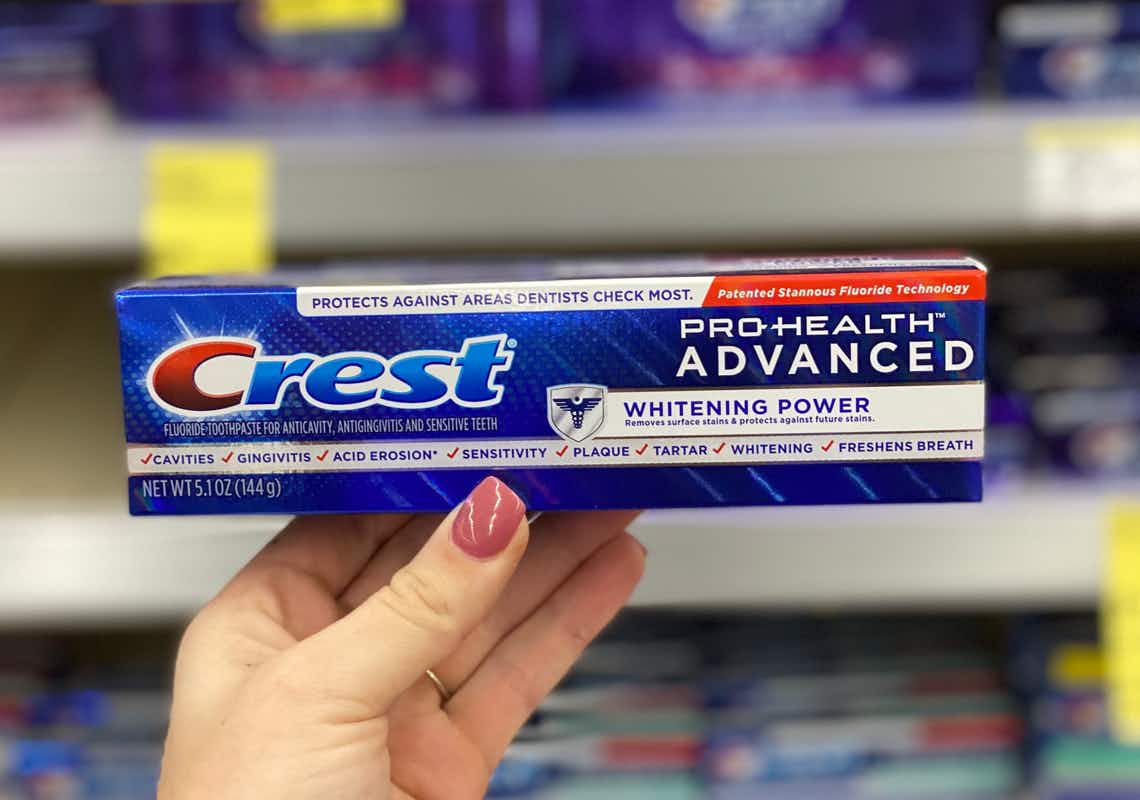 PROTECTS AGAINST AREAS DENTISTS CHECK MOST.
Patented Stannous Fluoride Technology
Crest®
PRO-HEALTH™
ADVANCED
FLUORIDE TOOTHPASTE FOR ANTICAVITY, ANTIGINGIVITIS AND SENSITIVE TEETH
WHITENING POWER
Removes surface stains & protects against future stains.
✓CAVITIES ✓GINGIVITIS ✓ACID EROSION* ✓SENSITIVITY ✓PLAQUE ✓TARTAR ✓WHITENING ✓FRESHENS BREATH
NET WT 5.1 OZ (144 g)